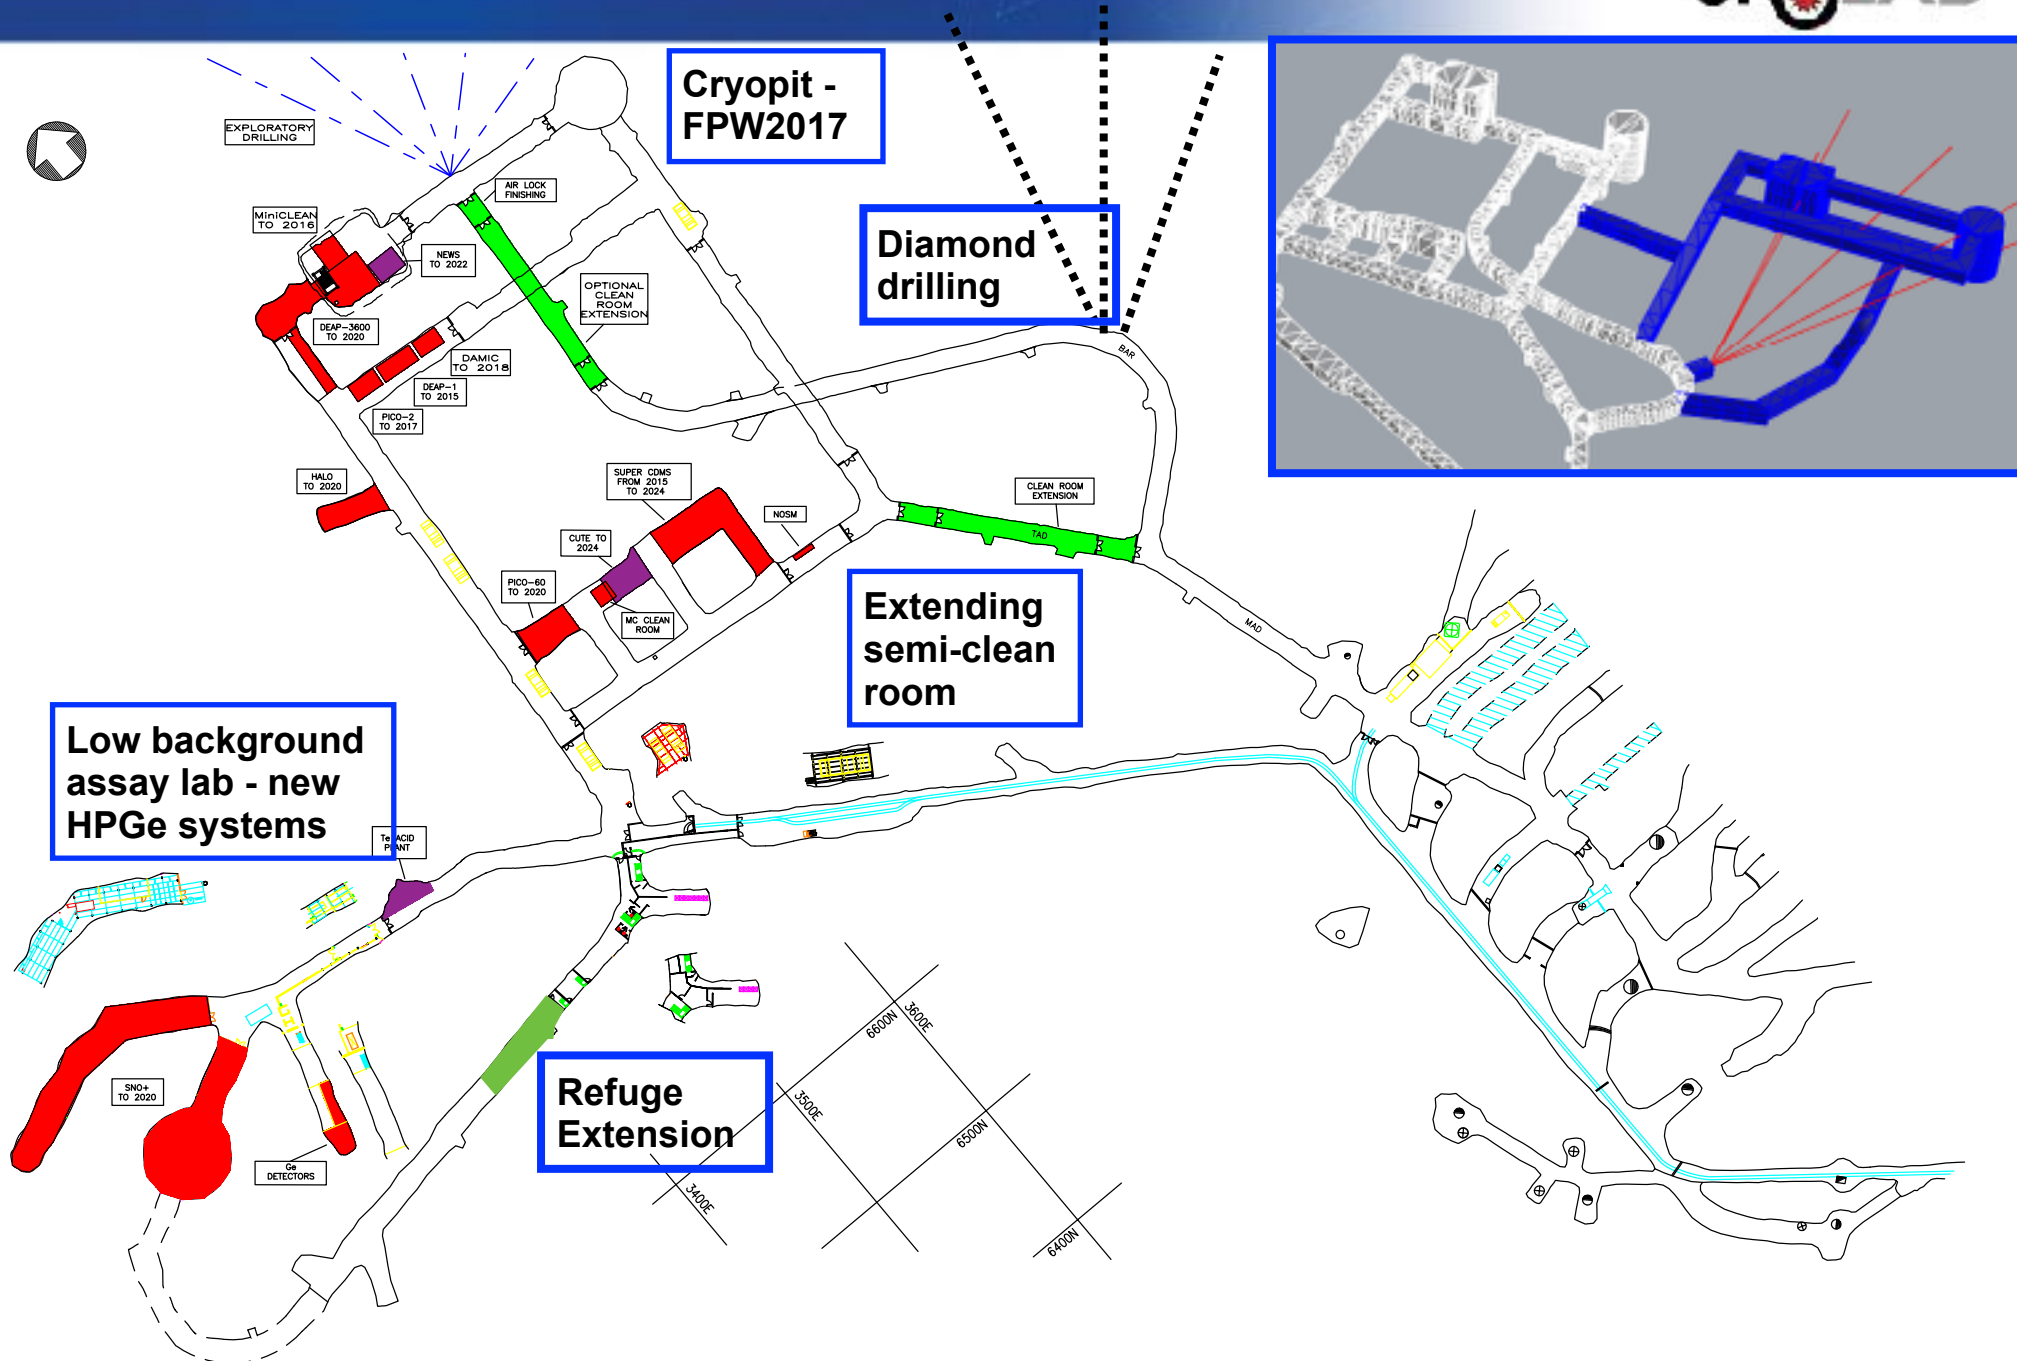 Cryopit -
FPW2017
EXPLORATORY
DRILLING
AIR LOCK
FINISHING
MiniCLEAN
TO 2016
NEWS
TO 2022
Diamond
drilling
OPTIONAL
CLEAN
ROOM
EXTENSION
DEAP-3600
TO 2020
DAMIC
TO 2018
BAR
DEAP-1
TO 2015
PICO-2
TO 2017
HALO
TO 2020
SUPER CDMS
FROM 2015
TO 2024
CLEAN ROOM
EXTENSION
NOSM
CUTE TO
2024
TAD
PICO-60
TO 2020
MC CLEAN
ROOM
MAD
Extending
semi-clean
room
Low background
assay lab - new
HPGe systems
ACID
Refuge
Extension
6600N
3600E
3500E
6500N
3400E
6400N
SNO+
TO 2020
Ge
DETECTORS